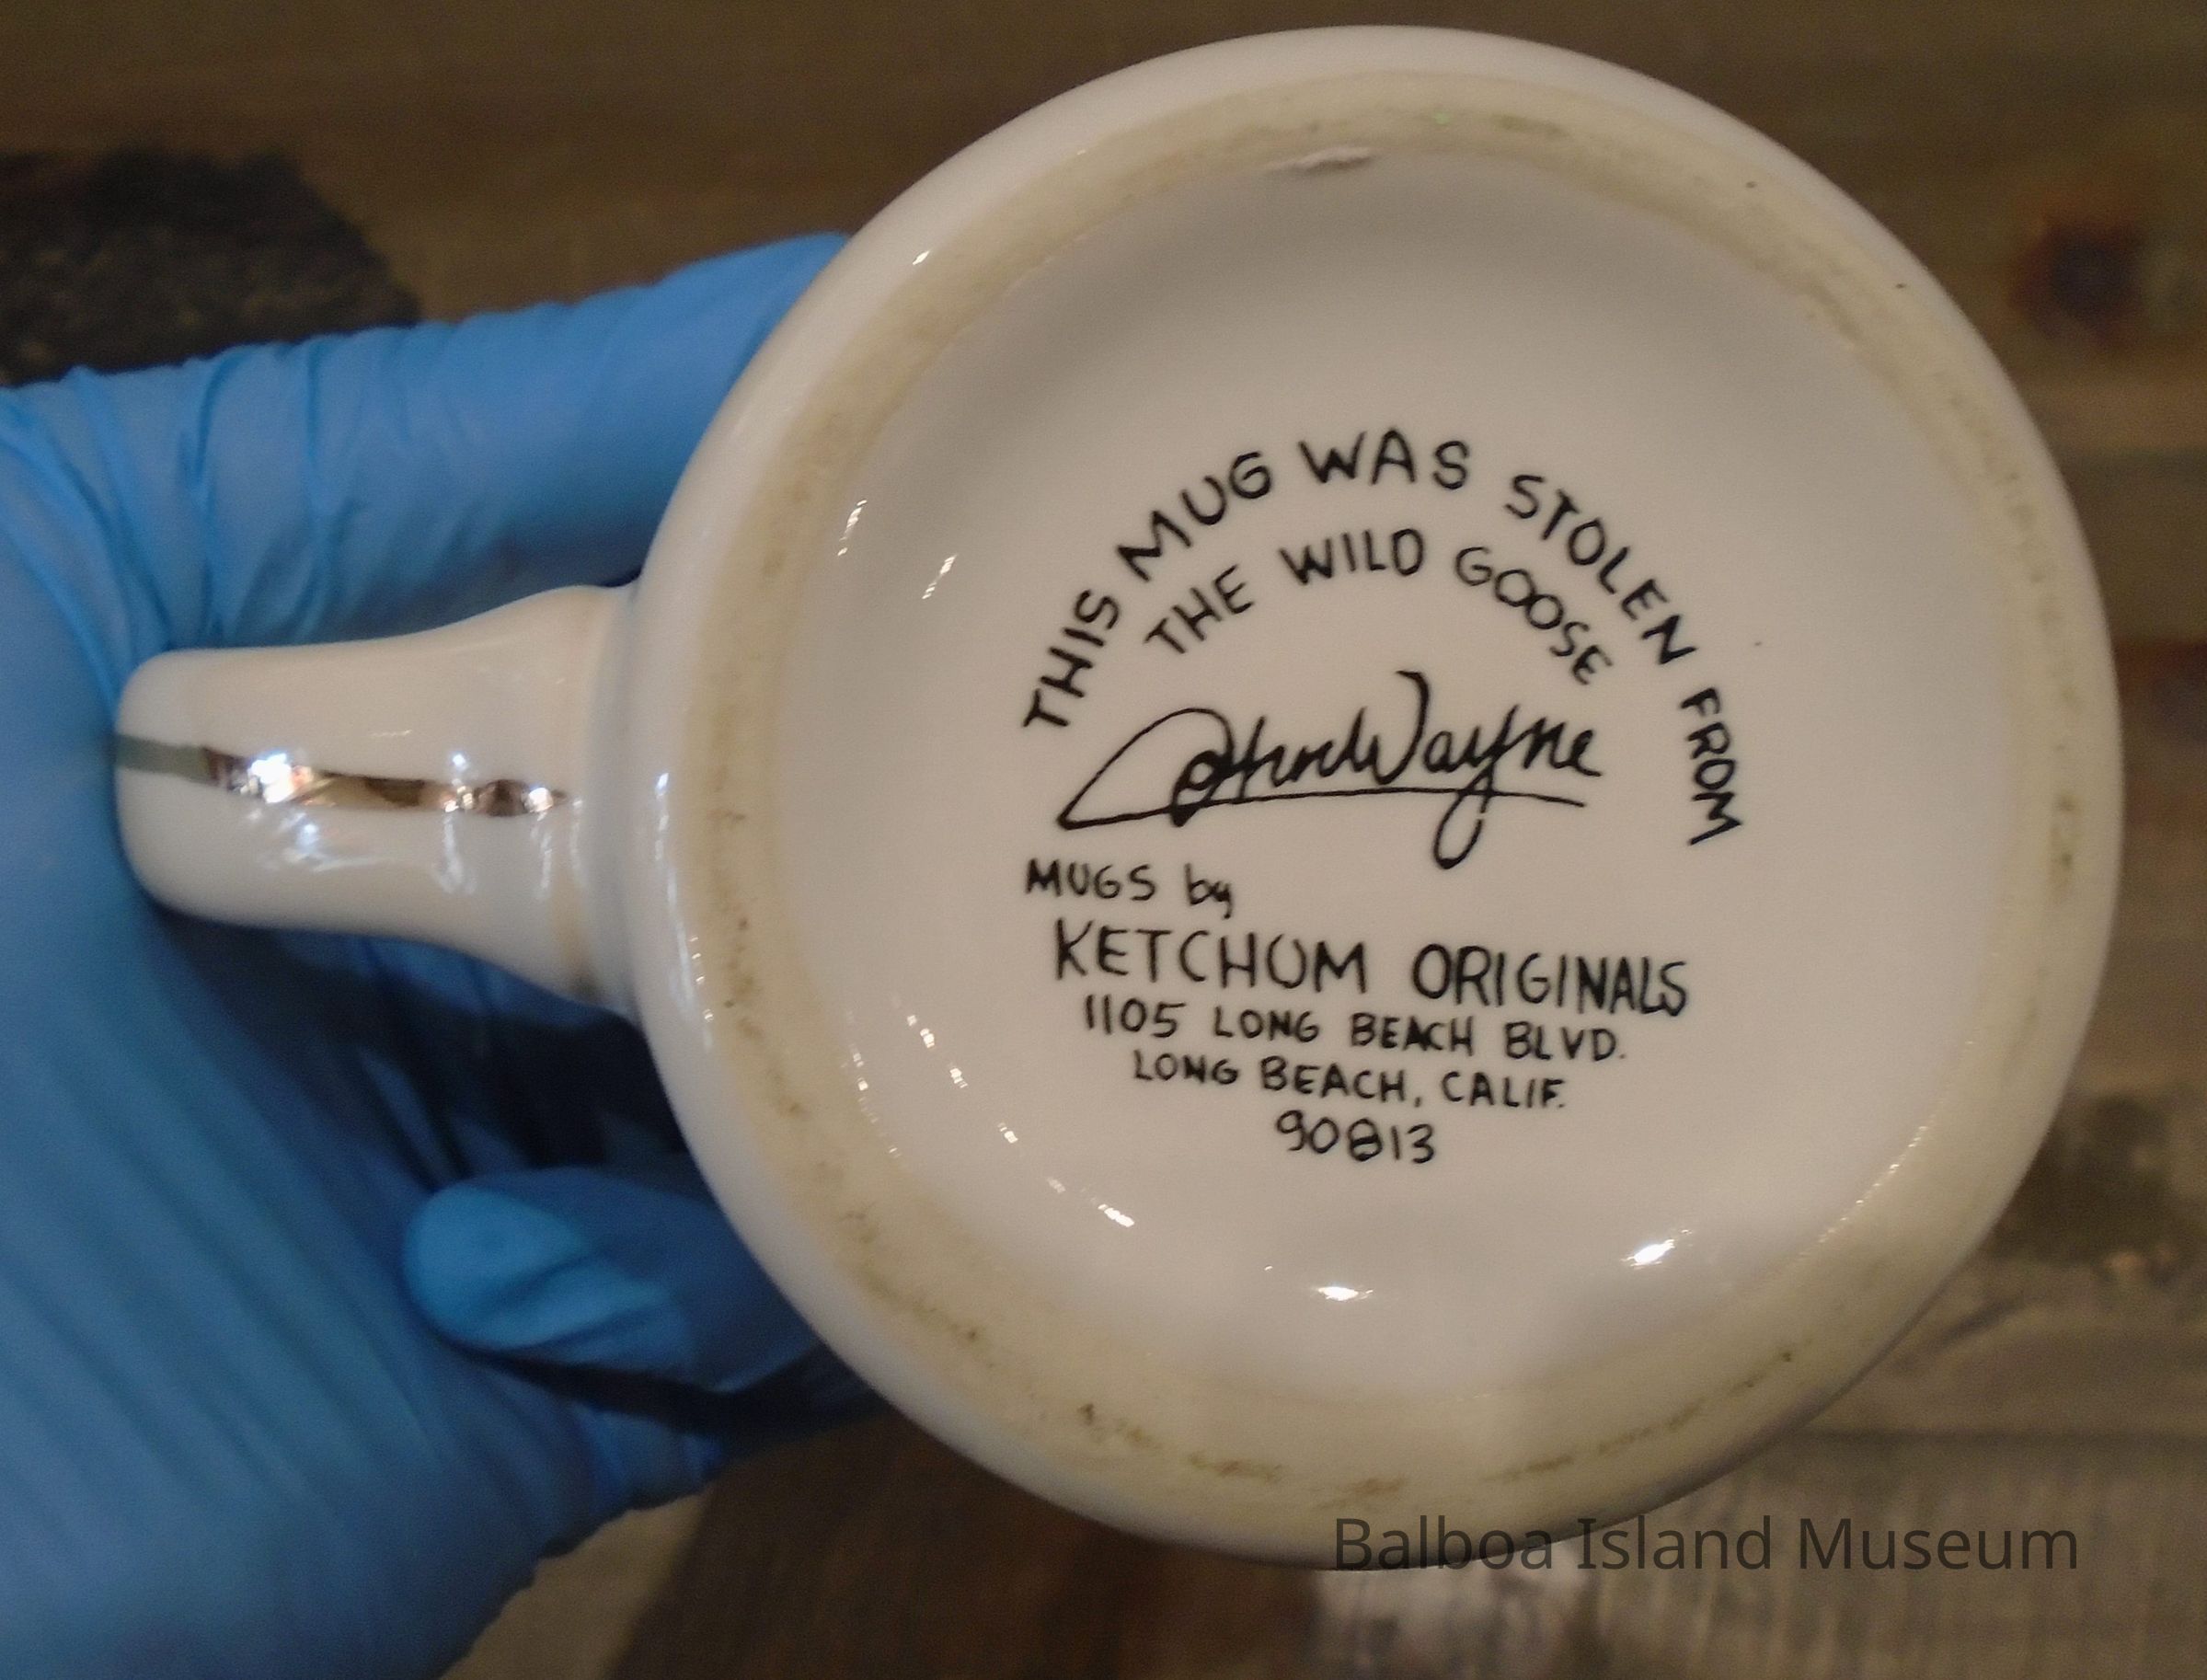 THIS MUG WAS STOLEN FROM
THE WILD GOOSE
John Wayne
MUGS by
KETCHUM ORIGINALS
1105 LONG BEACH BLVD.
LONG BEACH, CALIF.
90813
Balboa Island Museum